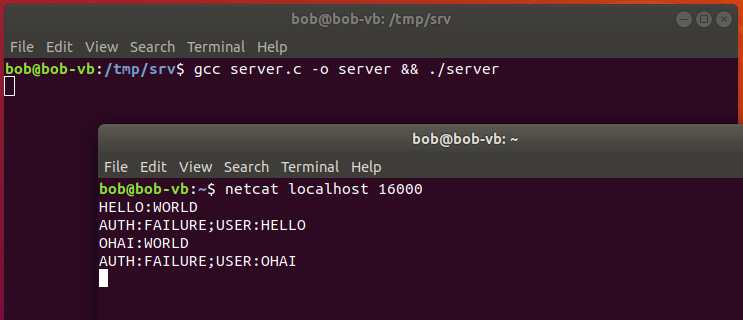 bob@bob-vb: /tmp/srv
File Edit View Search Terminal Help
bob@bob-vb:/tmp/srv$ gcc server.c -o server && ./server
bob@bob-vb: ~
File Edit View Search Terminal Help
bob@bob-vb:~$ netcat localhost 16000
HELLO:WORLD
AUTH:FAILURE;USER:HELLO
OHAI:WORLD
AUTH:FAILURE;USER:OHAI